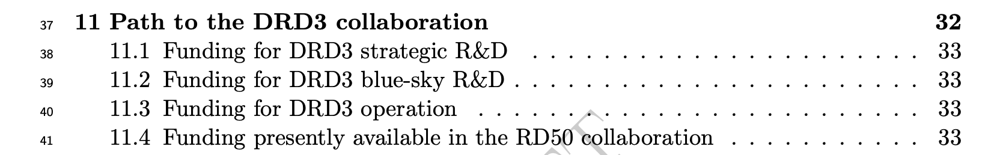 37 11 Path to the DRD3 collaboration 32
38 11.1 Funding for DRD3 strategic R&D . . . . . . . . . . . . . . . . . . . . . . 33
39 11.2 Funding for DRD3 blue-sky R&D . . . . . . . . . . . . . . . . . . . . . . . 33
40 11.3 Funding for DRD3 operation . . . . . . . . . . . . . . . . . . . . . . . . . 33
41 11.4 Funding presently available in the RD50 collaboration . . . . . . . . . . . 33